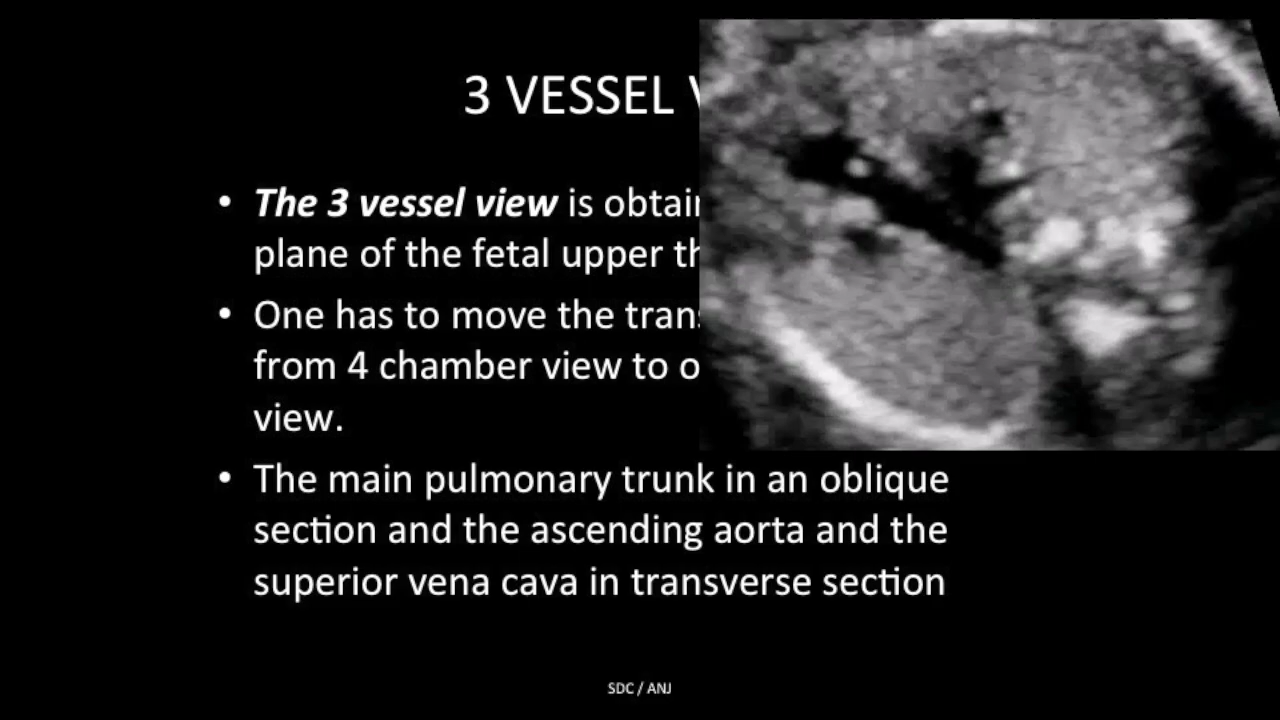 3 VESSEL
• The 3 vessel view is obtain
plane of the fetal upper th
• One has to move the trans
from 4 chamber view to o
view.
• The main pulmonary trunk in an oblique
section and the ascending aorta and the
superior vena cava in transverse section
SDC / ANJ